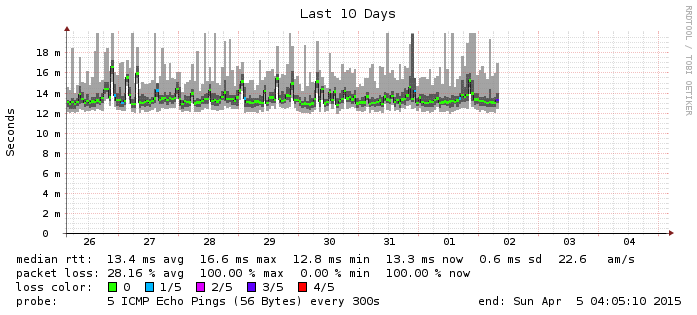 Last 10 Days
RRDTOOL / TOBI OETIKER
Seconds
18 m
16 m
14 m
12 m
10 m
8 m
6 m
4 m
2 m
0
26 27 28 29 30 31 01 02 03 04
median rtt: 13.4 ms avg 16.6 ms max 12.8 ms min 13.3 ms now 0.6 ms sd 22.6 am/s
packet loss: 28.16 % avg 100.00 % max 0.00 % min 100.00 % now
loss color: 0 1/5 2/5 3/5 4/5
probe: 5 ICMP Echo Pings (56 Bytes) every 300s end: Sun Apr 5 04:05:10 2015